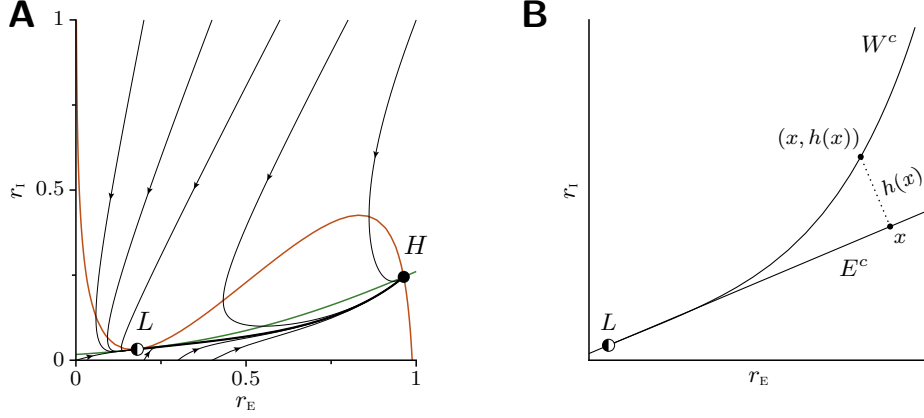 A
1
0.5
0
r_I
L
H
0
0.5
1
r_E
B
W^c
(x, h(x))
h(x)
x
E^c
L
r_I
r_E